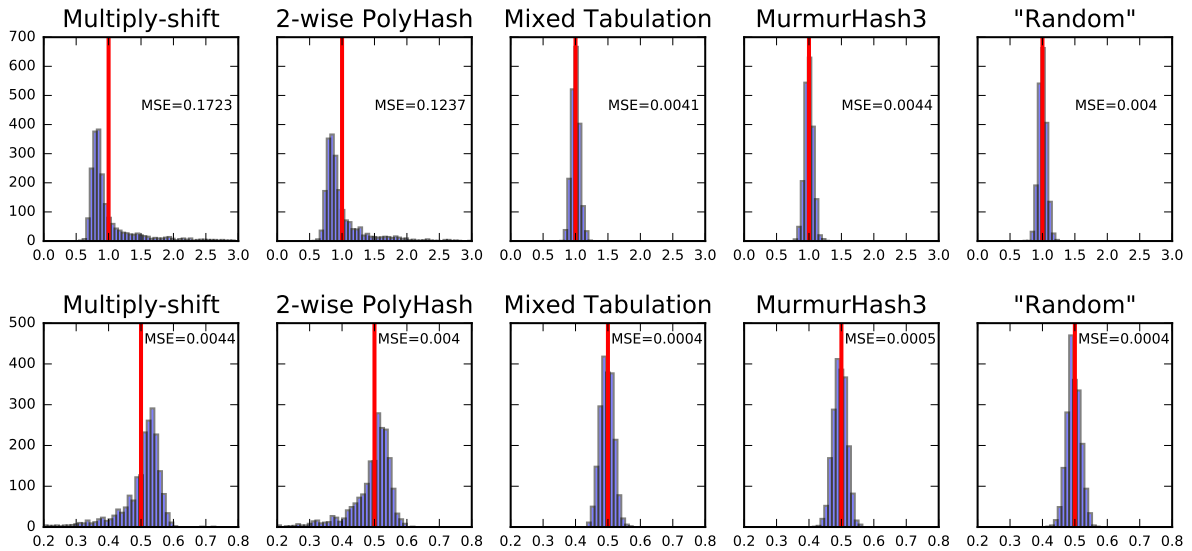 Multiply-shift 2-wise PolyHash Mixed Tabulation MurmurHash3 "Random"
700
600
500
MSE=0.1723 MSE=0.1237 MSE=0.0041 MSE=0.0044 MSE=0.004
400
300
200
100
0
0.0 0.5 1.0 1.5 2.0 2.5 3.0 0.0 0.5 1.0 1.5 2.0 2.5 3.0 0.0 0.5 1.0 1.5 2.0 2.5 3.0 0.0 0.5 1.0 1.5 2.0 2.5 3.0 0.0 0.5 1.0 1.5 2.0 2.5 3.0
Multiply-shift 2-wise PolyHash Mixed Tabulation MurmurHash3 "Random"
500
MSE=0.0044 MSE=0.004 MSE=0.0004 MSE=0.0005 MSE=0.0004
400
300
200
100
0
0.2 0.3 0.4 0.5 0.6 0.7 0.8 0.2 0.3 0.4 0.5 0.6 0.7 0.8 0.2 0.3 0.4 0.5 0.6 0.7 0.8 0.2 0.3 0.4 0.5 0.6 0.7 0.8 0.2 0.3 0.4 0.5 0.6 0.7 0.8